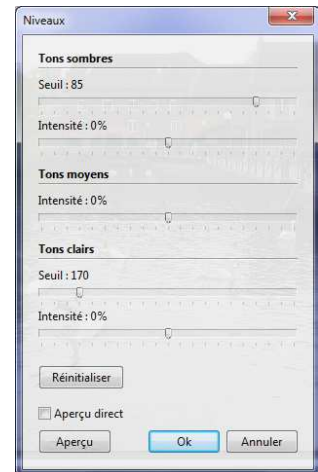 Niveaux
Tons sombres
Seuil : 85
Intensité : 0%
Tons moyens
Intensité : 0%
Tons clairs
Seuil : 170
Intensité : 0%
Réinitialiser
Aperçu direct
Aperçu Ok Annuler